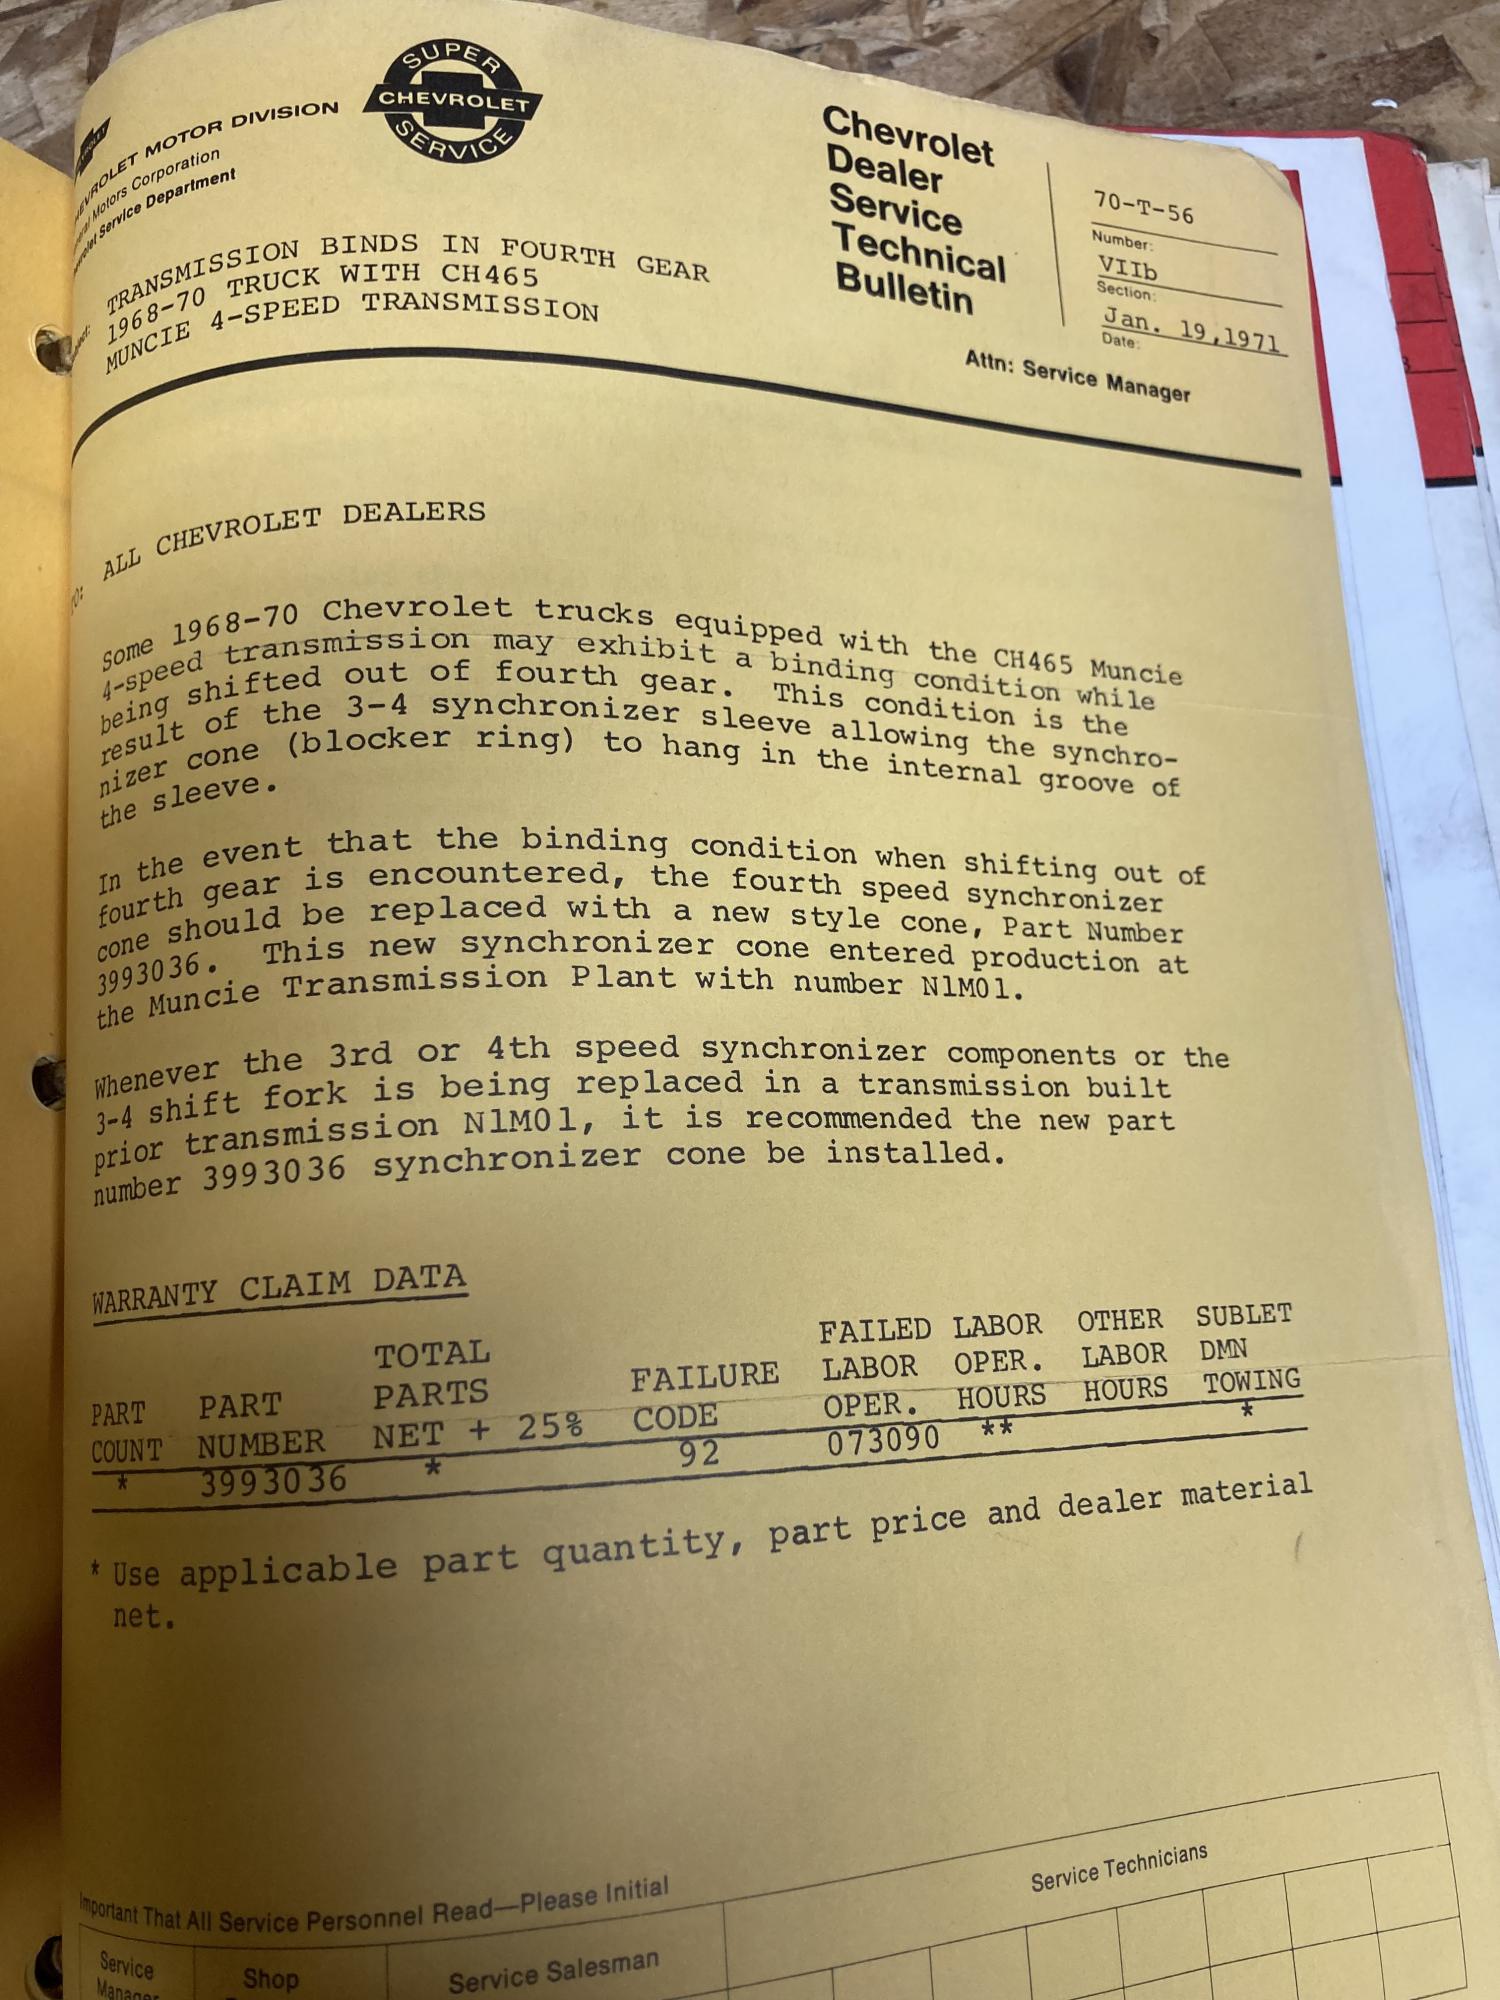 SUPER
CHEVROLET
SERVICE
CHEVROLET MOTOR DIVISION
General Motors Corporation
Chevrolet Service Department
Chevrolet
Dealer
Service
Technical
Bulletin
70-T-56
Number:
VIIb
Section:
Jan. 19,1971
Date:
Attn: Service Manager
TRANSMISSION BINDS IN FOURTH GEAR
1968-70 TRUCK WITH CH465
MUNCIE 4-SPEED TRANSMISSION
TO: ALL CHEVROLET DEALERS
Some 1968-70 Chevrolet trucks equipped with the CH465 Muncie
4-speed transmission may exhibit a binding condition while
being shifted out of fourth gear. This condition is the
result of the 3-4 synchronizer sleeve allowing the synchro-
nizer cone (blocker ring) to hang in the internal groove of
the sleeve.
In the event that the binding condition when shifting out of
fourth gear is encountered, the fourth speed synchronizer
cone should be replaced with a new style cone, Part Number
3993036. This new synchronizer cone entered production at
the Muncie Transmission Plant with number N1M01.
Whenever the 3rd or 4th speed synchronizer components or the
3-4 shift fork is being replaced in a transmission built
prior transmission N1M01, it is recommended the new part
number 3993036 synchronizer cone be installed.
WARRANTY CLAIM DATA
TOTAL FAILED LABOR OTHER SUBLET
PARTS FAILURE LABOR OPER. LABOR DMN
PART PART NET + 25% CODE OPER. HOURS HOURS TOWING
COUNT NUMBER
* 3993036 * 92 073090 ** *
* Use applicable part quantity, part price and dealer material
net.
Important That All Service Personnel Read—Please Initial
Service Technicians
Service
Manager
Shop
Service Salesman